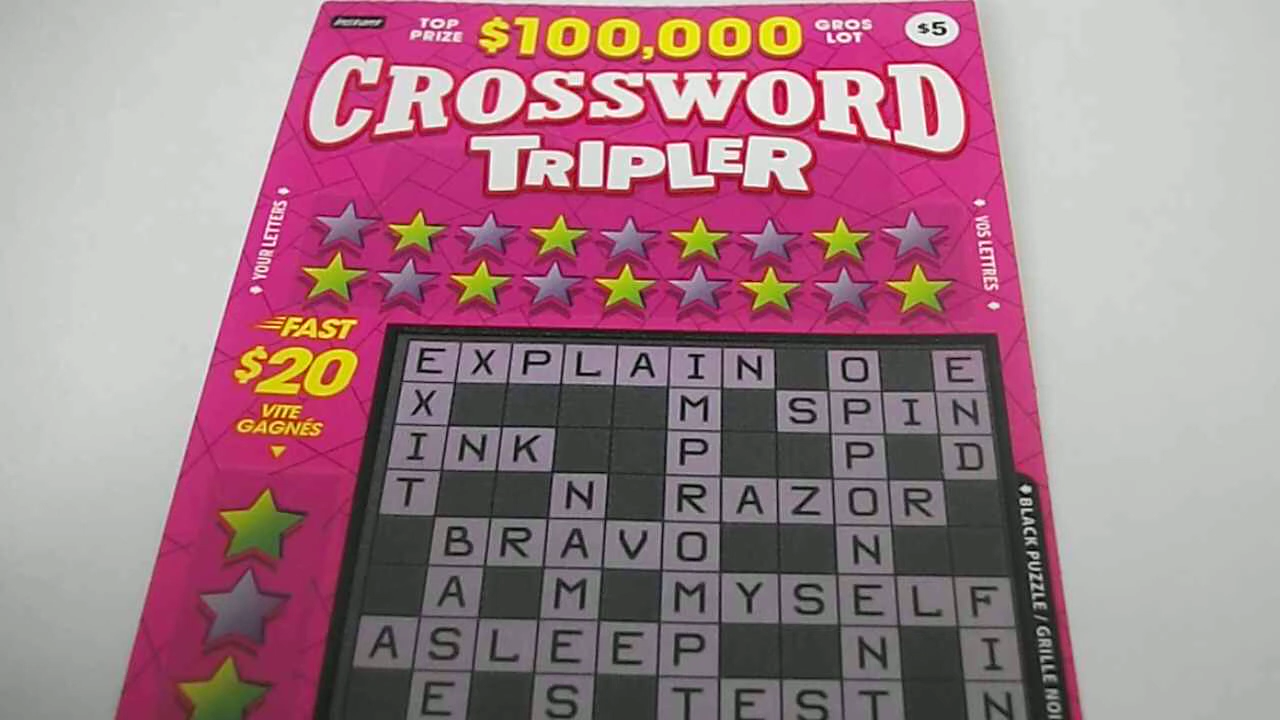 INSTANT
TOP PRIZE $100,000 GROS LOT
$5
CROSSWORD
TRIPLER
YOUR LETTERS
VOS LETTRES
FAST
$20
VITE
GAGNÉS
EXPLAIN O E
X M SPIN N
INK P P D
T N RAZOR
BRAVO N
A M MYSELF
ASLEEP N I
E S TEST N
BLACK PUZZLE / GRILLE